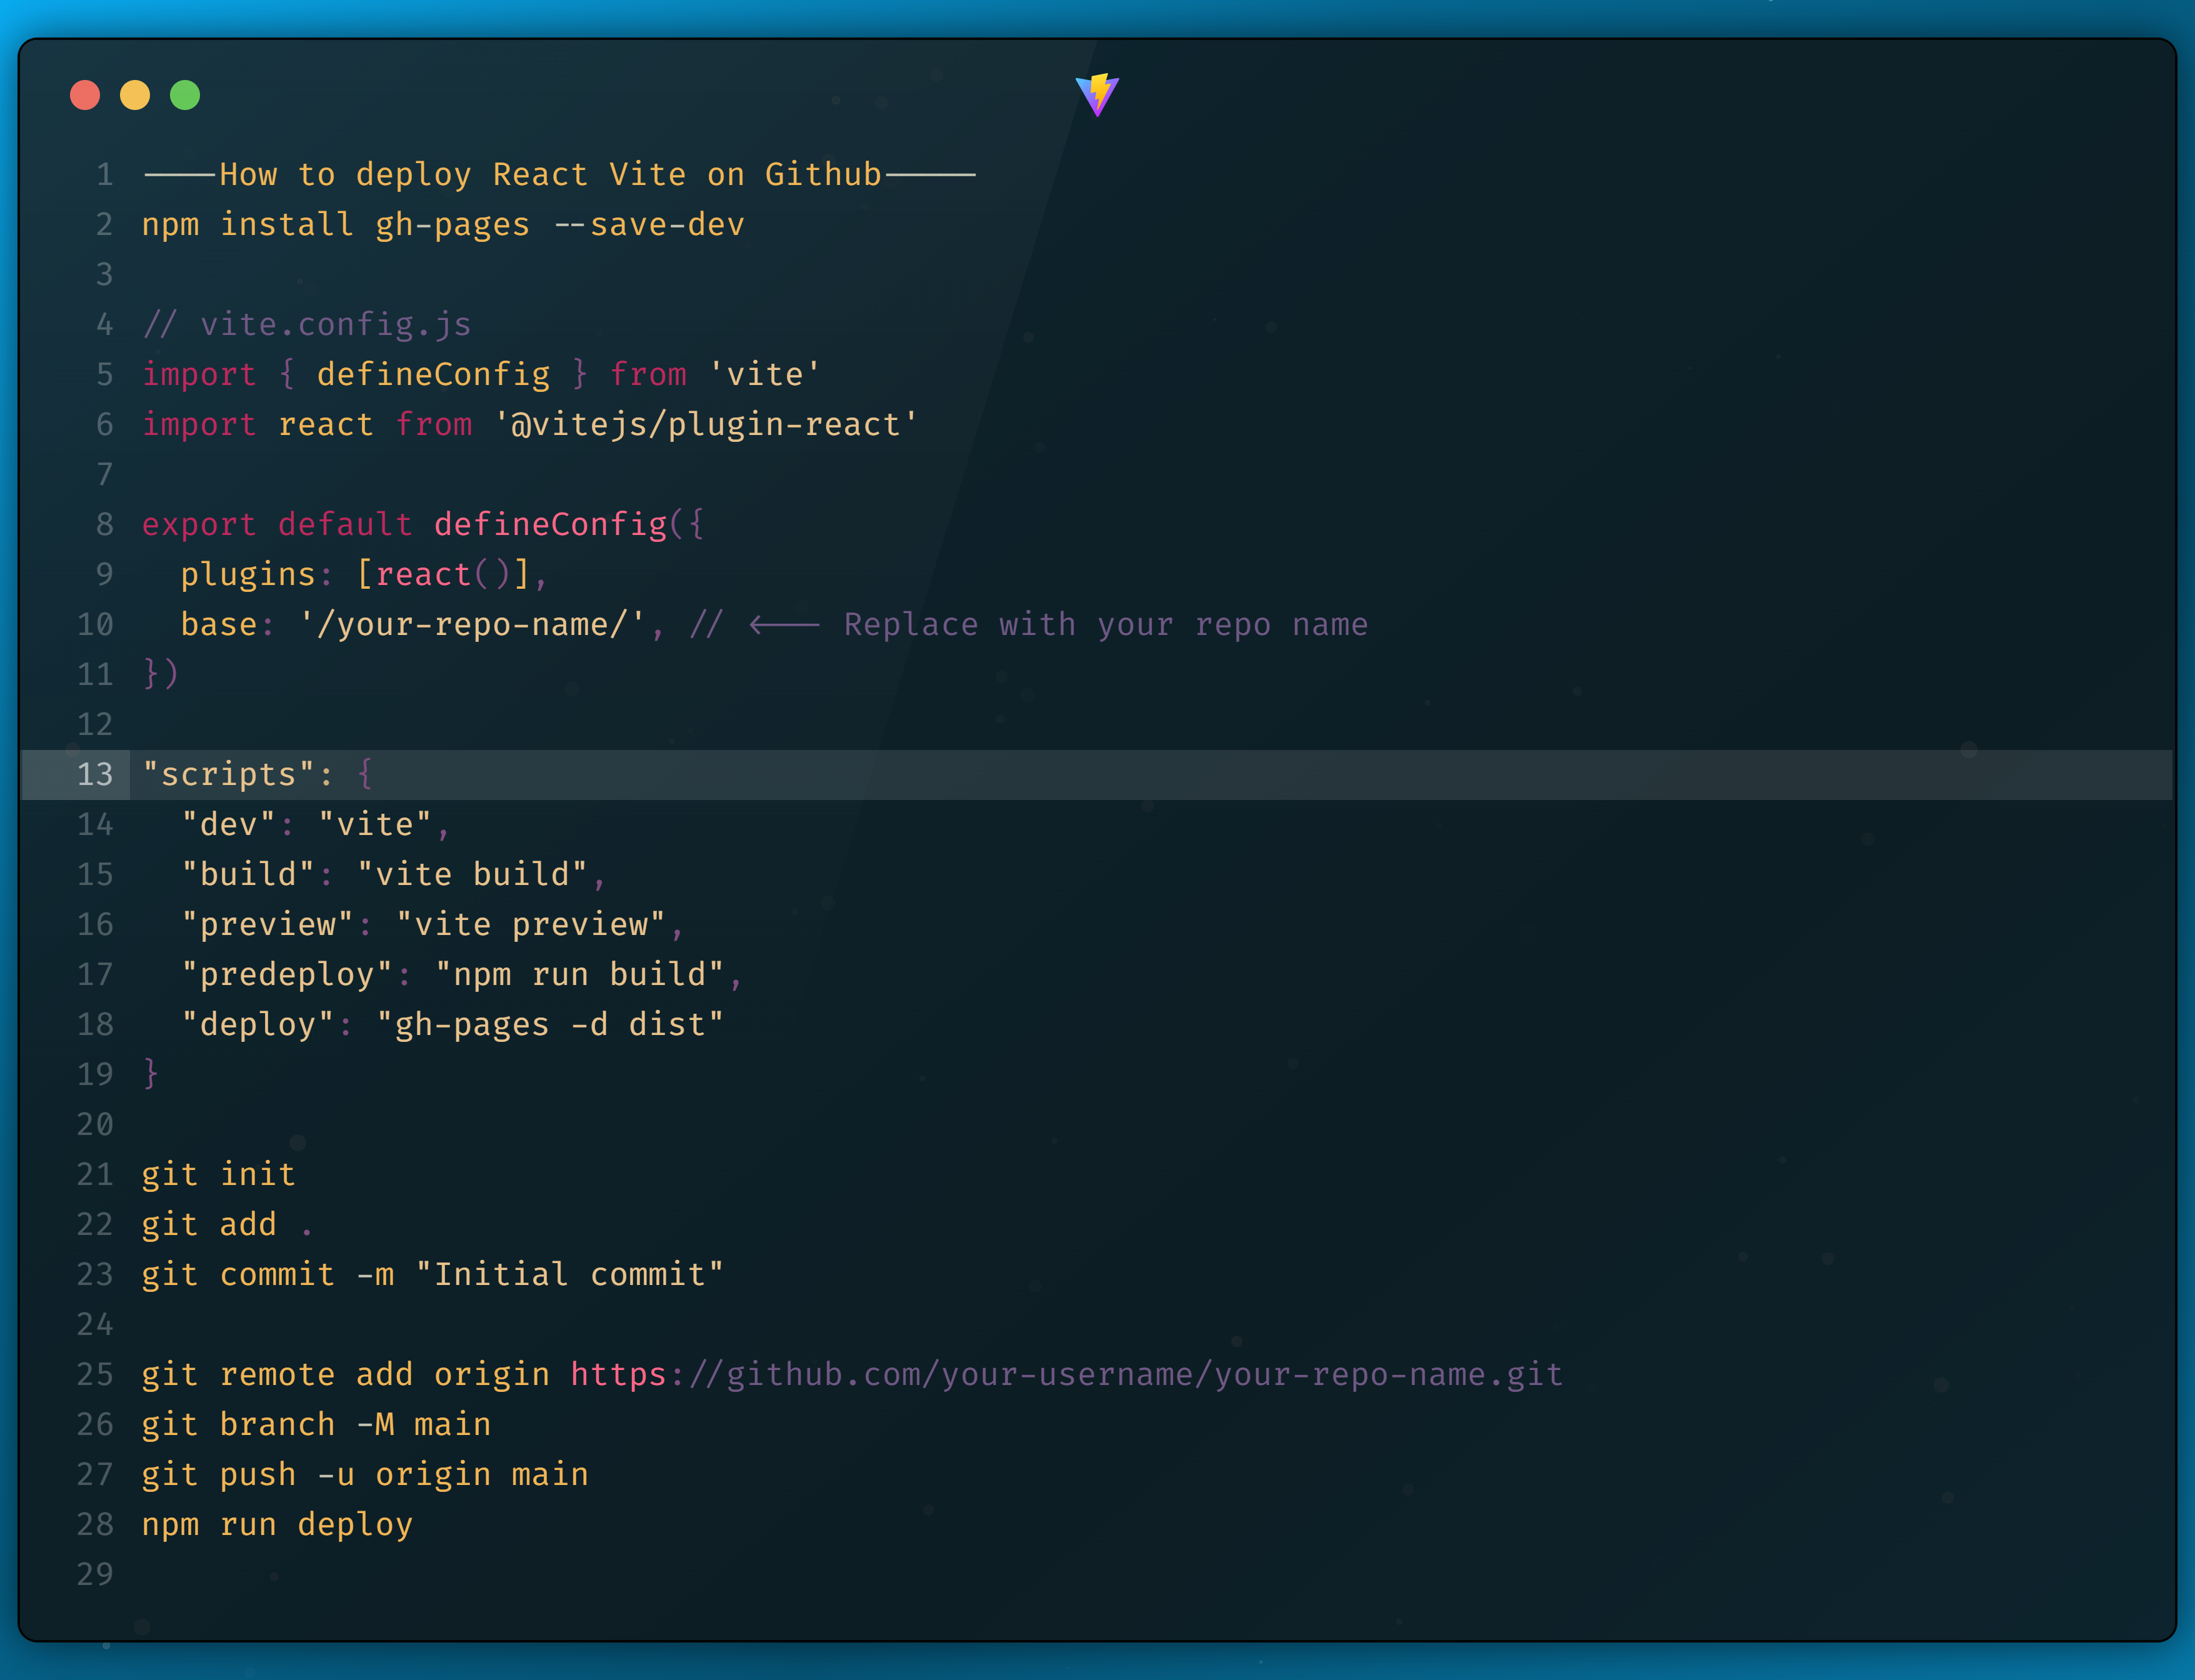 1 ----How to deploy React Vite on Github-----
2 npm install gh-pages --save-dev
3
4 // vite.config.js
5 import { defineConfig } from 'vite'
6 import react from '@vitejs/plugin-react'
7
8 export default defineConfig({
9   plugins: [react()],
10   base: '/your-repo-name/', // <---- Replace with your repo name
11 })
12
13 "scripts": {
14   "dev": "vite",
15   "build": "vite build",
16   "preview": "vite preview",
17   "predeploy": "npm run build",
18   "deploy": "gh-pages -d dist"
19 }
20
21 git init
22 git add .
23 git commit -m "Initial commit"
24
25 git remote add origin https://github.com/your-username/your-repo-name.git
26 git branch -M main
27 git push -u origin main
28 npm run deploy
29